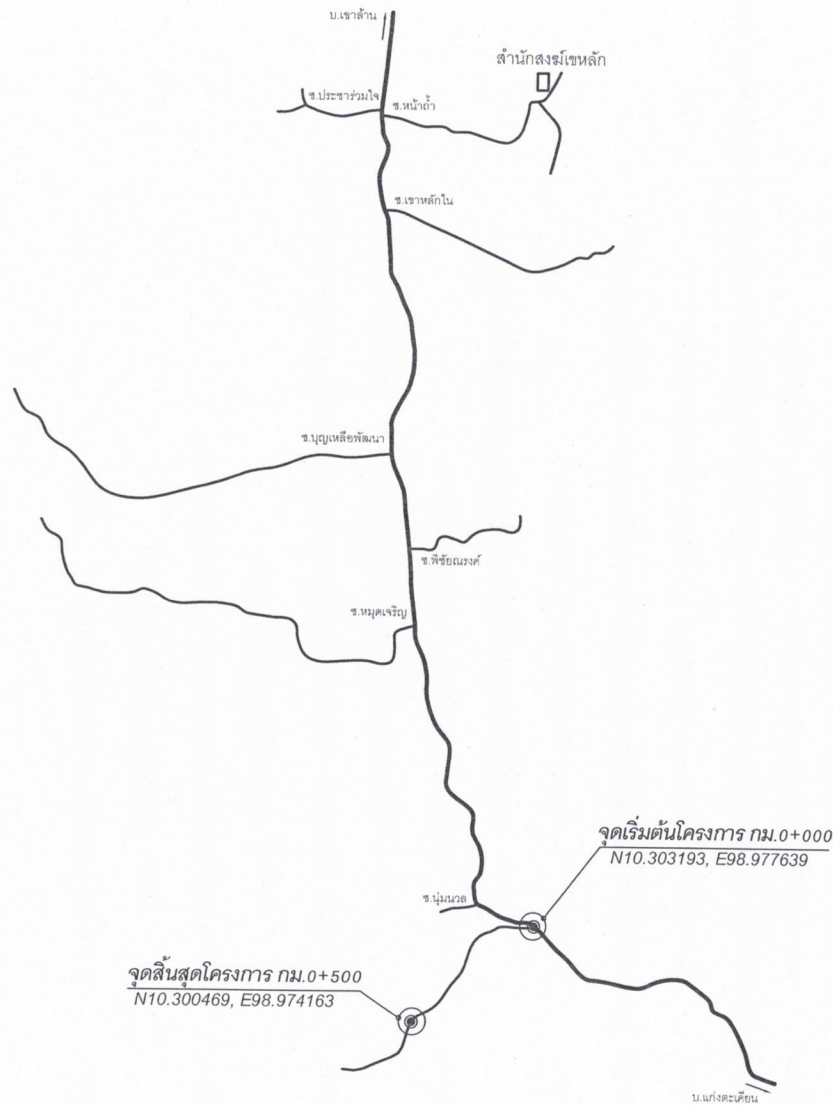 บ.เขาล้าน
สำนักสงฆ์เขหลัก
ซ.ประชาร่วมใจ
ซ.หน้าถ้ำ
ซ.เขาหลักใน
ซ.บุญเหลือพัฒนา
ซ.พิชัยณรงค์
ซ.หมุดเจริญ
จุดเริ่มต้นโครงการ กม.0+000
N10.303193, E98.977639
ซ.นุ่มนวล
จุดสิ้นสุดโครงการ กม.0+500
N10.300469, E98.974163
บ.แก่งตะเคียน